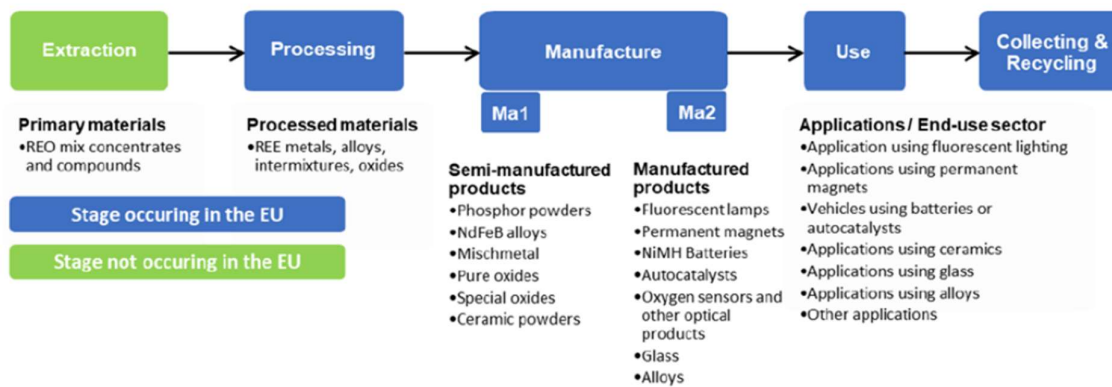 Extraction
Processing
Manufacture
Use
Collecting &
Recycling
Ma1
Ma2
Primary materials
•REO mix concentrates
and compounds
Processed materials
•REE metals, alloys,
intermixtures, oxides
Semi-manufactured
products
•Phosphor powders
•NdFeB alloys
•Mischmetal
•Pure oxides
•Special oxides
•Ceramic powders
Manufactured
products
•Fluorescent lamps
•Permanent magnets
•NiMH Batteries
•Autocatalysts
•Oxygen sensors and
other optical
products
•Glass
•Alloys
Applications / End-use sector
•Application using fluorescent lighting
•Applications using permanent
magnets
•Vehicles using batteries or
autocatalysts
•Applications using ceramics
•Applications using glass
•Applications using alloys
•Other applications
Stage occuring in the EU
Stage not occuring in the EU